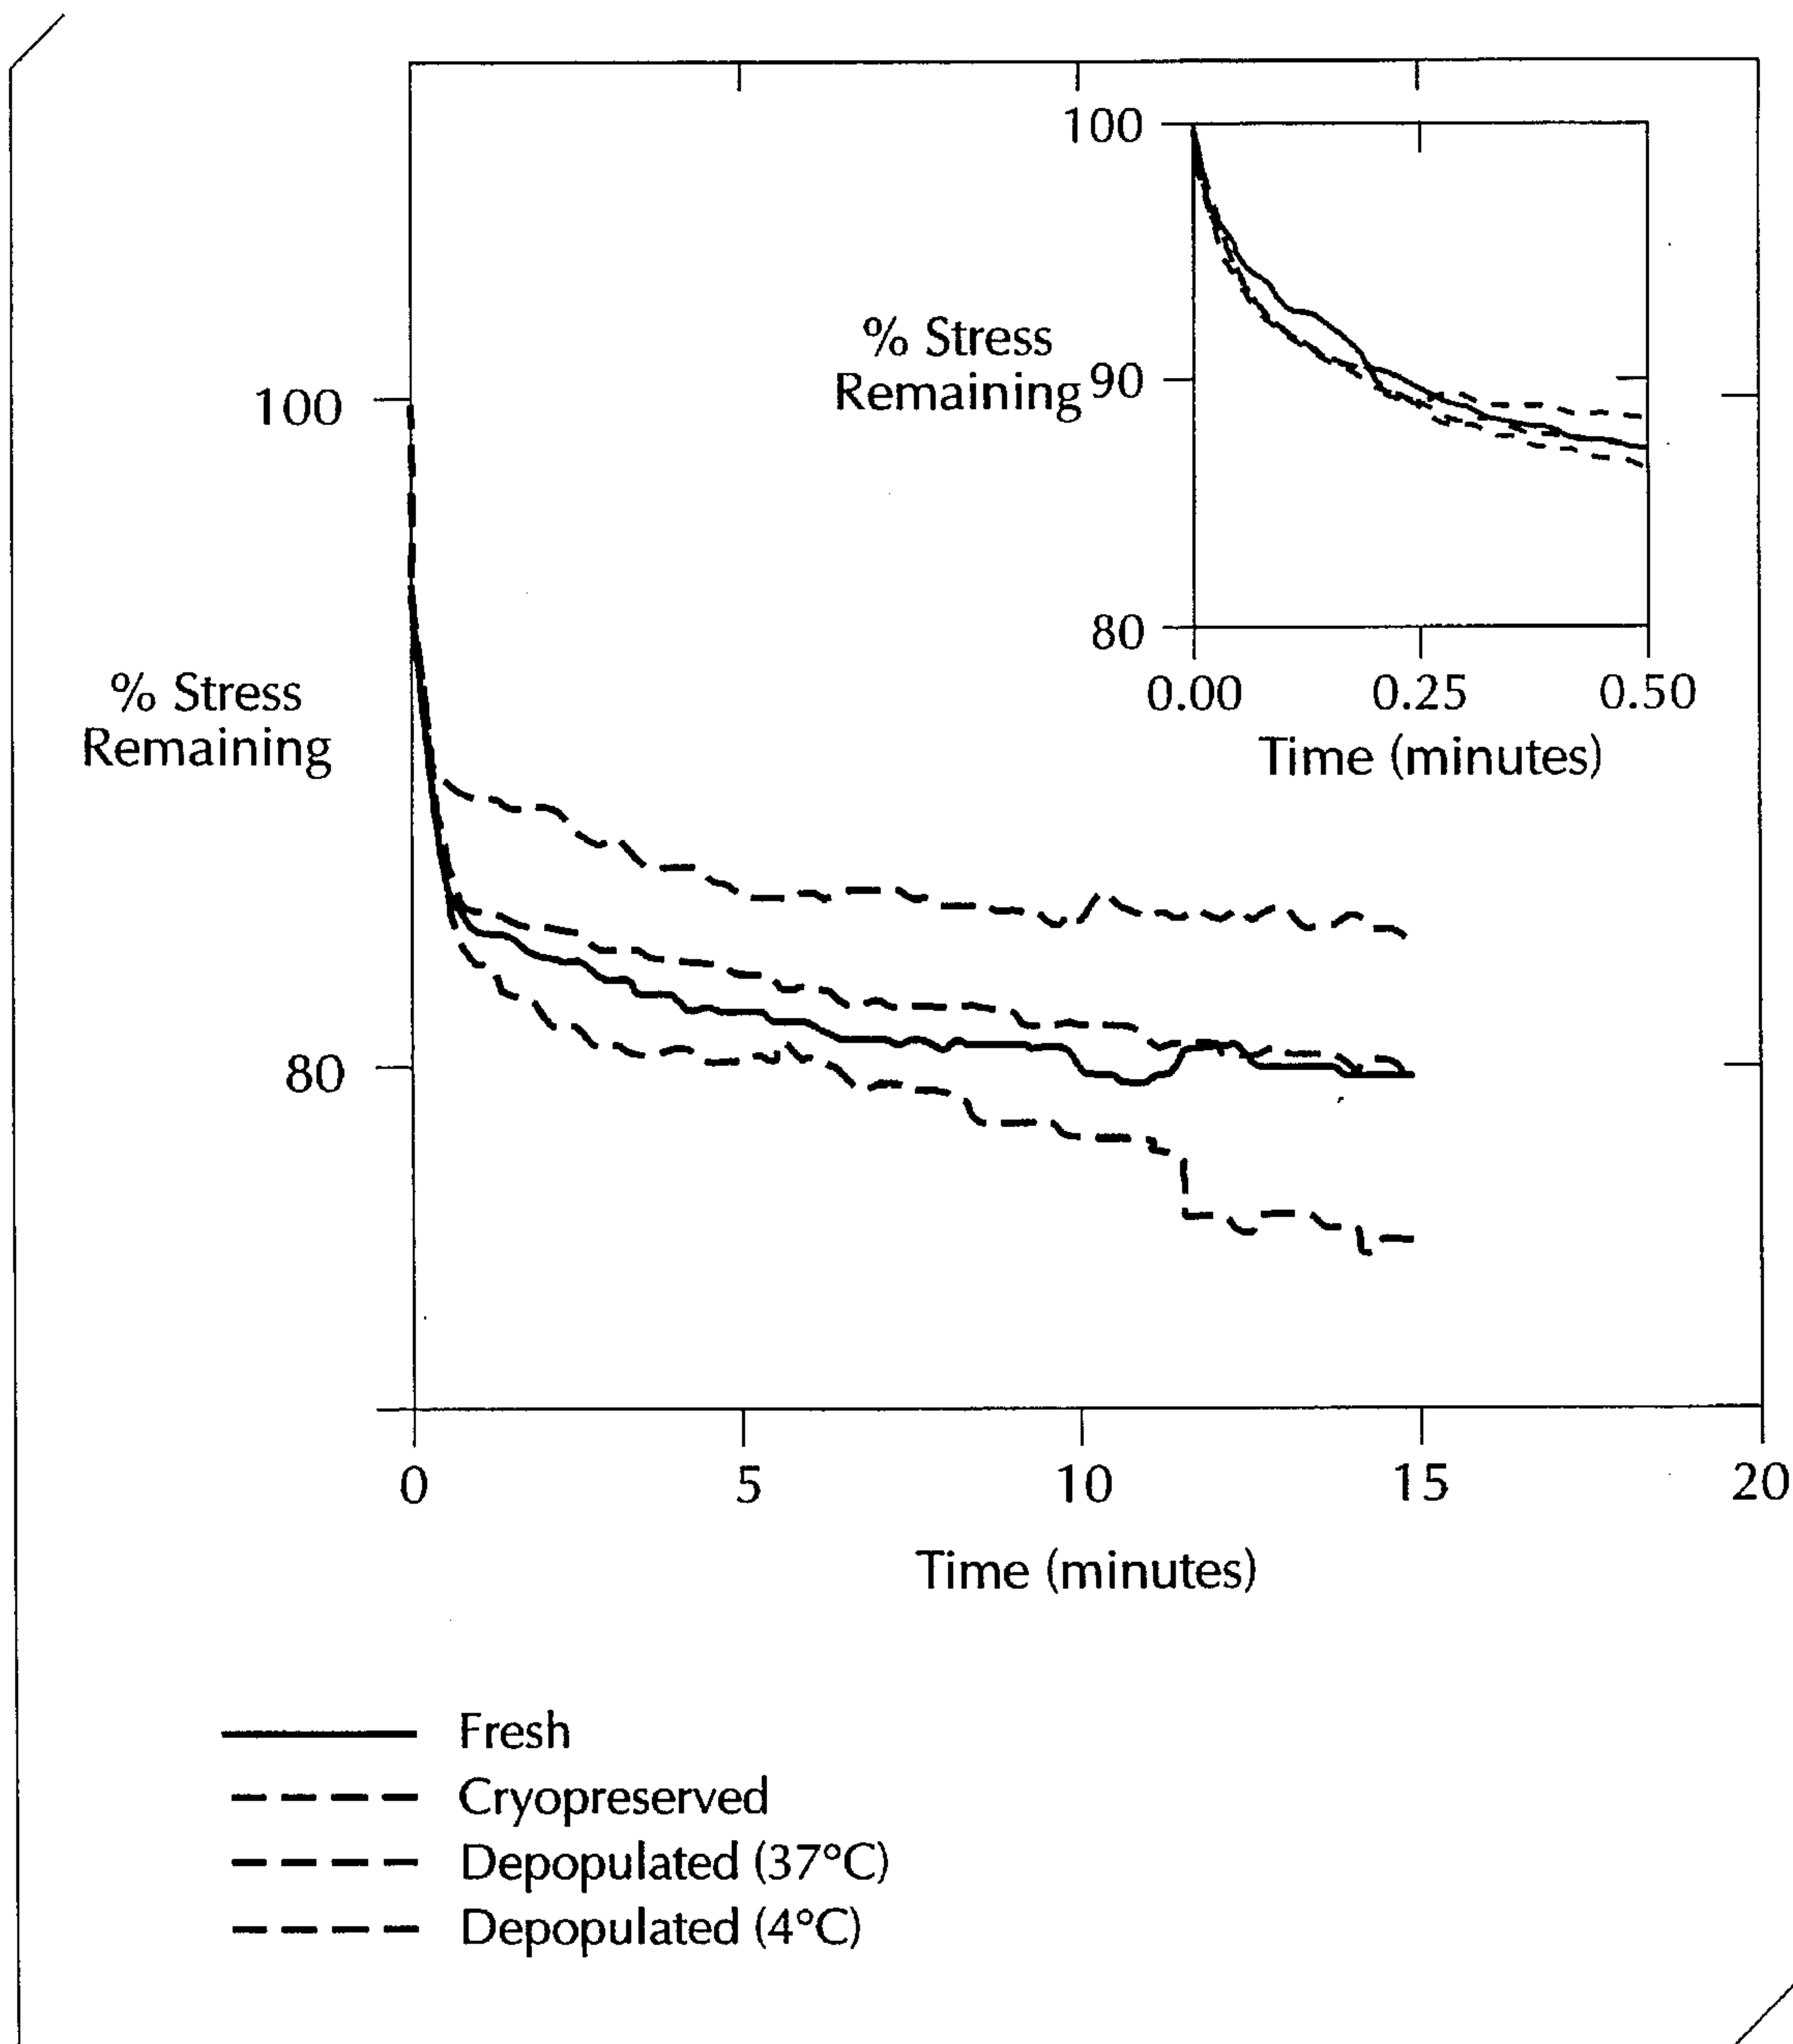 100
% Stress
Remaining
90
80
0.00 0.25 0.50
Time (minutes)
100
% Stress
Remaining
80
0 5 10 15 20
Time (minutes)
Fresh
Cryopreserved
Depopulated (37°C)
Depopulated (4°C)